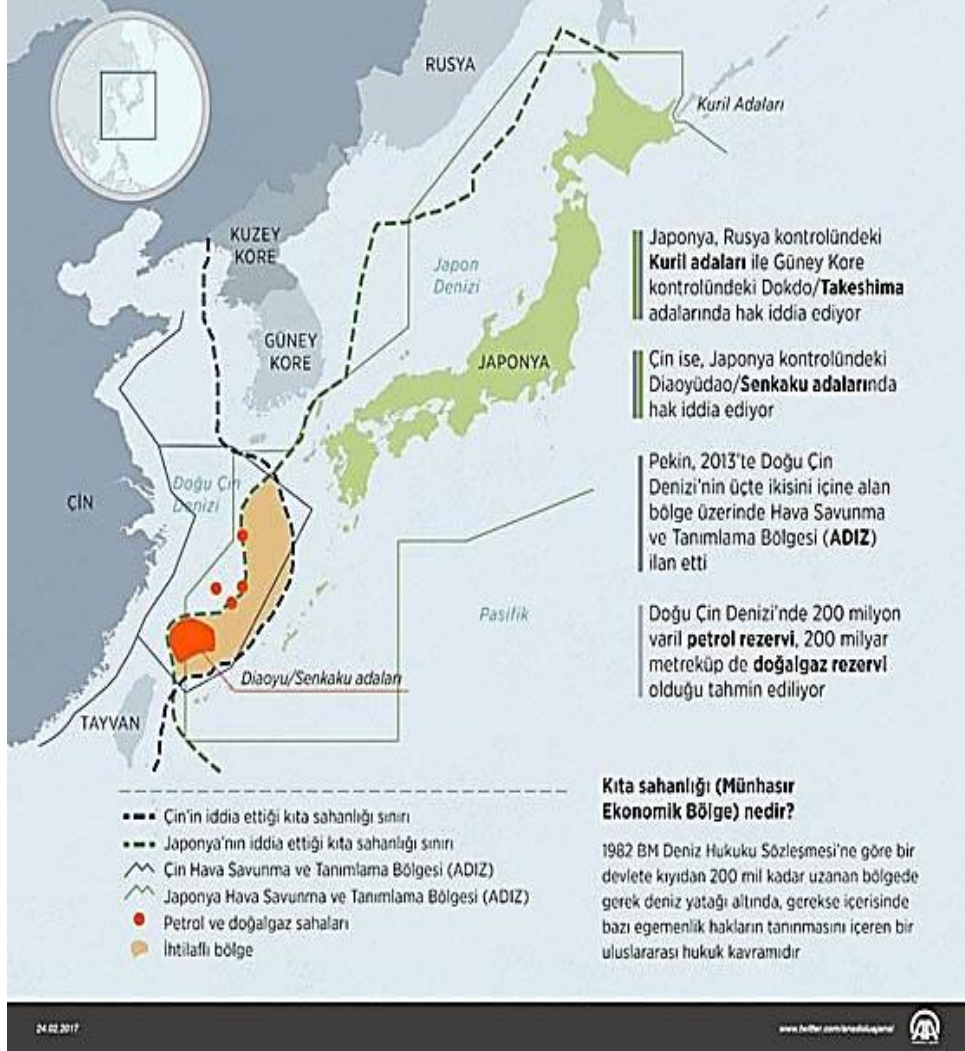 RUSYA
Kuril Adaları
KUZEY
KORE
Japon
Denizi
GÜNEY
KORE
JAPONYA
Japonya, Rusya kontrolündeki
Kuril adaları ile Güney Kore
kontrolündeki Dokdo/Takeshima
adalarında hak iddia ediyor
Çin ise, Japonya kontrolündeki
Diaoyüdao/Senkaku adalarında
hak iddia ediyor
ÇİN
Doğu Çin
Denizi
Pekin, 2013'te Doğu Çin
Denizi'nin üçte ikisini içine alan
bölge üzerinde Hava Savunma
ve Tanımlama Bölgesi (ADIZ)
ilan etti
Pasifik
Doğu Çin Denizi'nde 200 milyon
varil petrol rezervi, 200 milyar
metreküp de doğalgaz rezervi
olduğu tahmin ediliyor
Diaoyu/Senkaku adaları
TAYVAN
Çin'in iddia ettiği kıta sahanlığı sınırı
Japonya'nın iddia ettiği kıta sahanlığı sınırı
Çin Hava Savunma ve Tanımlama Bölgesi (ADIZ)
Japonya Hava Savunma ve Tanımlama Bölgesi (ADIZ)
Petrol ve doğalgaz sahaları
İhtilaflı bölge
Kıta sahanlığı (Münhasır
Ekonomik Bölge) nedir?
1982 BM Deniz Hukuku Sözleşmesi'ne göre bir
devlete kıyıdan 200 mil kadar uzanan bölgede
gerek deniz yatağı altında, gerekse içerisinde
bazı egemenlik hakların tanınmasını içeren bir
uluslararası hukuk kavramıdır
24.02.2017
www.twitter.com/anadoluajansi
AA